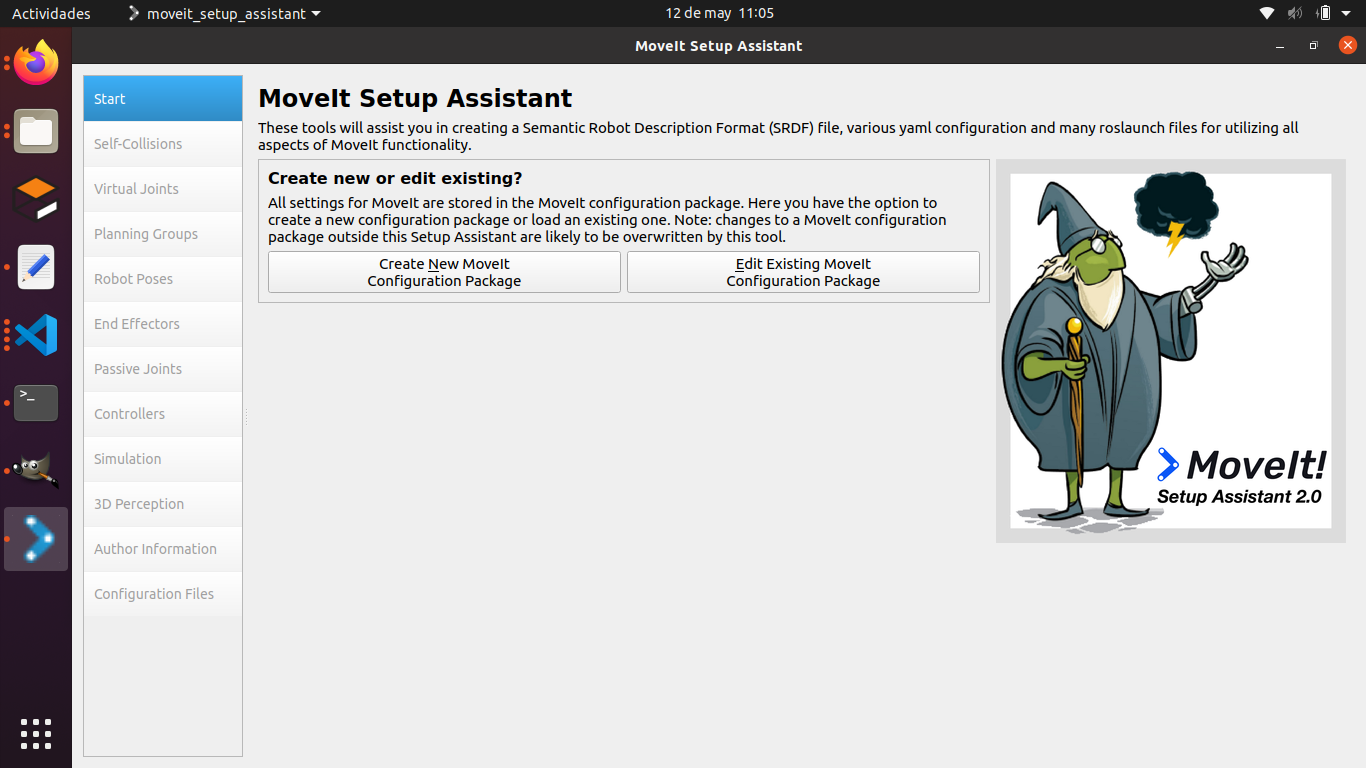 Actividades
moveit_setup_assistant
12 de may 11:05
MoveIt Setup Assistant
Start
Self-Collisions
Virtual Joints
Planning Groups
Robot Poses
End Effectors
Passive Joints
Controllers
Simulation
3D Perception
Author Information
Configuration Files
MoveIt Setup Assistant
These tools will assist you in creating a Semantic Robot Description Format (SRDF) file, various yaml configuration and many roslaunch files for utilizing all
aspects of MoveIt functionality.
Create new or edit existing?
All settings for MoveIt are stored in the MoveIt configuration package. Here you have the option to
create a new configuration package or load an existing one. Note: changes to a MoveIt configuration
package outside this Setup Assistant are likely to be overwritten by this tool.
Create New MoveIt
Configuration Package
Edit Existing MoveIt
Configuration Package
MoveIt!
Setup Assistant 2.0